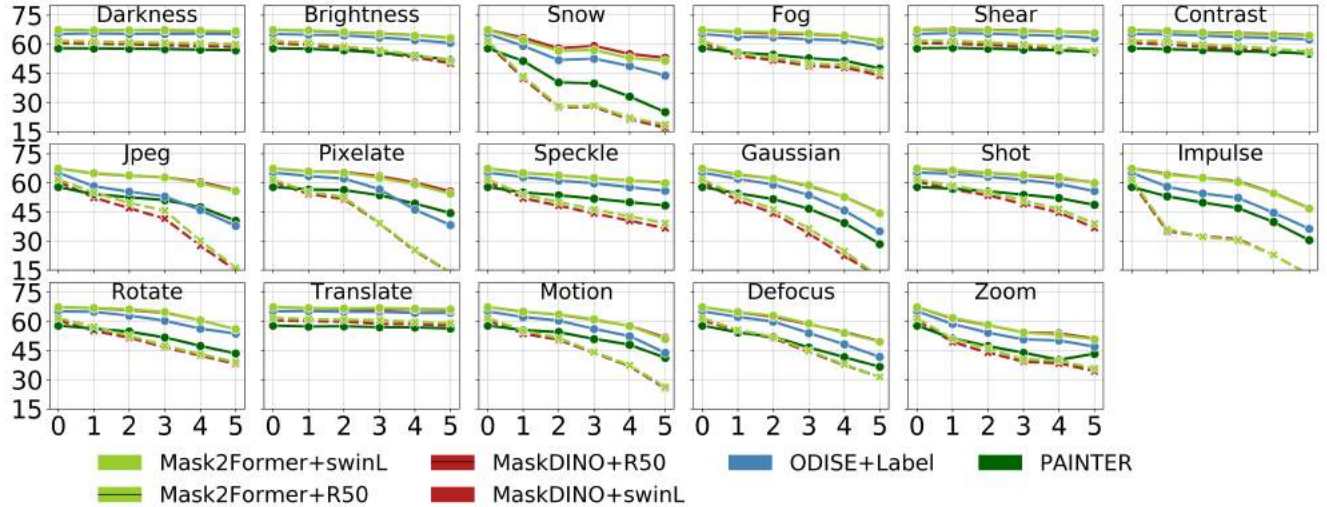 Darkness Brightness Snow Fog Shear Contrast
75
60
45
30
15
Jpeg Pixelate Speckle Gaussian Shot Impulse
75
60
45
30
15
Rotate Translate Motion Defocus Zoom
75
60
45
30
15
0 1 2 3 4 5 0 1 2 3 4 5 0 1 2 3 4 5 0 1 2 3 4 5 0 1 2 3 4 5
Mask2Former+swinL MaskDINO+R50 ODISE+Label PAINTER
Mask2Former+R50 MaskDINO+swinL